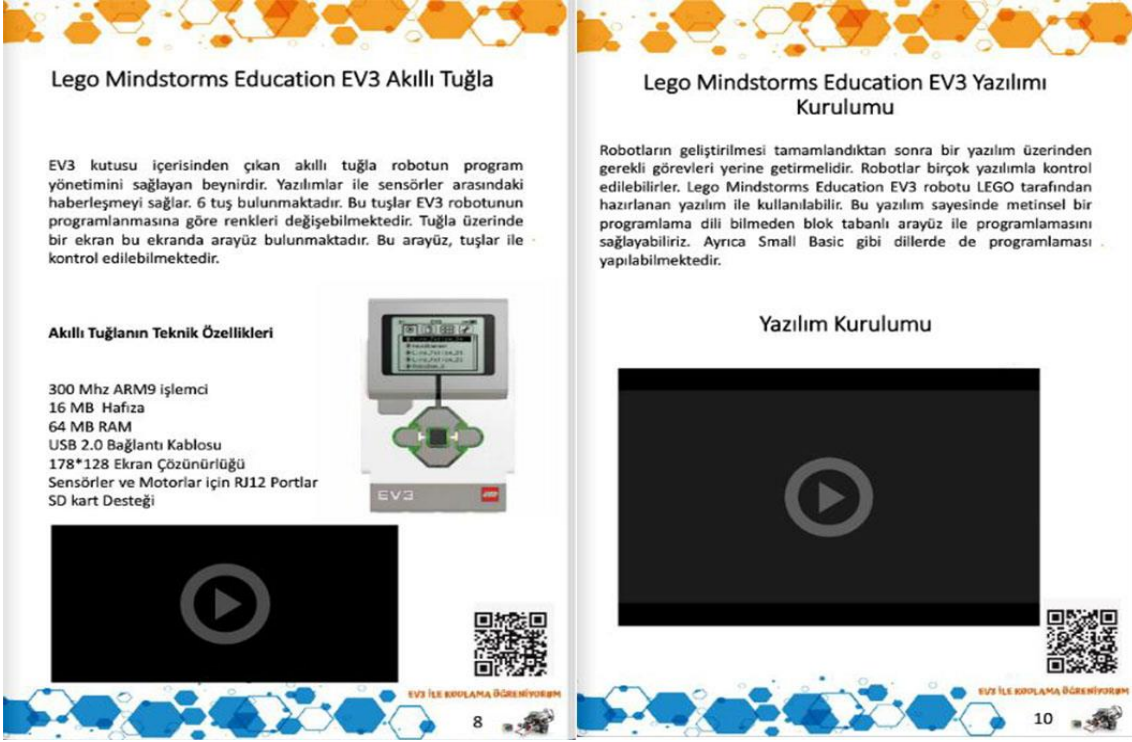 Lego Mindstorms Education EV3 Akıllı Tuğla
EV3 kutusu içerisinden çıkan akıllı tuğla robotun program
yönetimini sağlayan beynirdir. Yazılımlar ile sensörler arasındaki
haberleşmeyi sağlar. 6 tuş bulunmaktadır. Bu tuşlar EV3 robotunun
programlanmasına göre renkleri değişebilmektedir. Tuğla üzerinde
bir ekran bu ekranda arayüz bulunmaktadır. Bu arayüz, tuşlar ile
kontrol edilebilmektedir.
Akıllı Tuğlanın Teknik Özellikleri
300 Mhz ARM9 işlemci
16 MB Hafıza
64 MB RAM
USB 2.0 Bağlantı Kablosu
178*128 Ekran Çözünürlüğü
Sensörler ve Motorlar için RJ12 Portlar
SD kart Desteği
EV3
EV3 İLE KODLAMA ÖĞRENİYORUM
8
Lego Mindstorms Education EV3 Yazılımı
Kurulumu
Robotların geliştirilmesi tamamlandıktan sonra bir yazılım üzerinden
gerekli görevleri yerine getirmelidir. Robotlar birçok yazılımla kontrol
edilebilirler. Lego Mindstorms Education EV3 robotu LEGO tarafından
hazırlanan yazılım ile kullanılabilir. Bu yazılım sayesinde metinsel bir
programlama dili bilmeden blok tabanlı arayüz ile programlamasını
sağlayabiliriz. Ayrıca Small Basic gibi dillerde de programlaması
yapılabilmektedir.
Yazılım Kurulumu
EV3 İLE KODLAMA ÖĞRENİYORUM
10